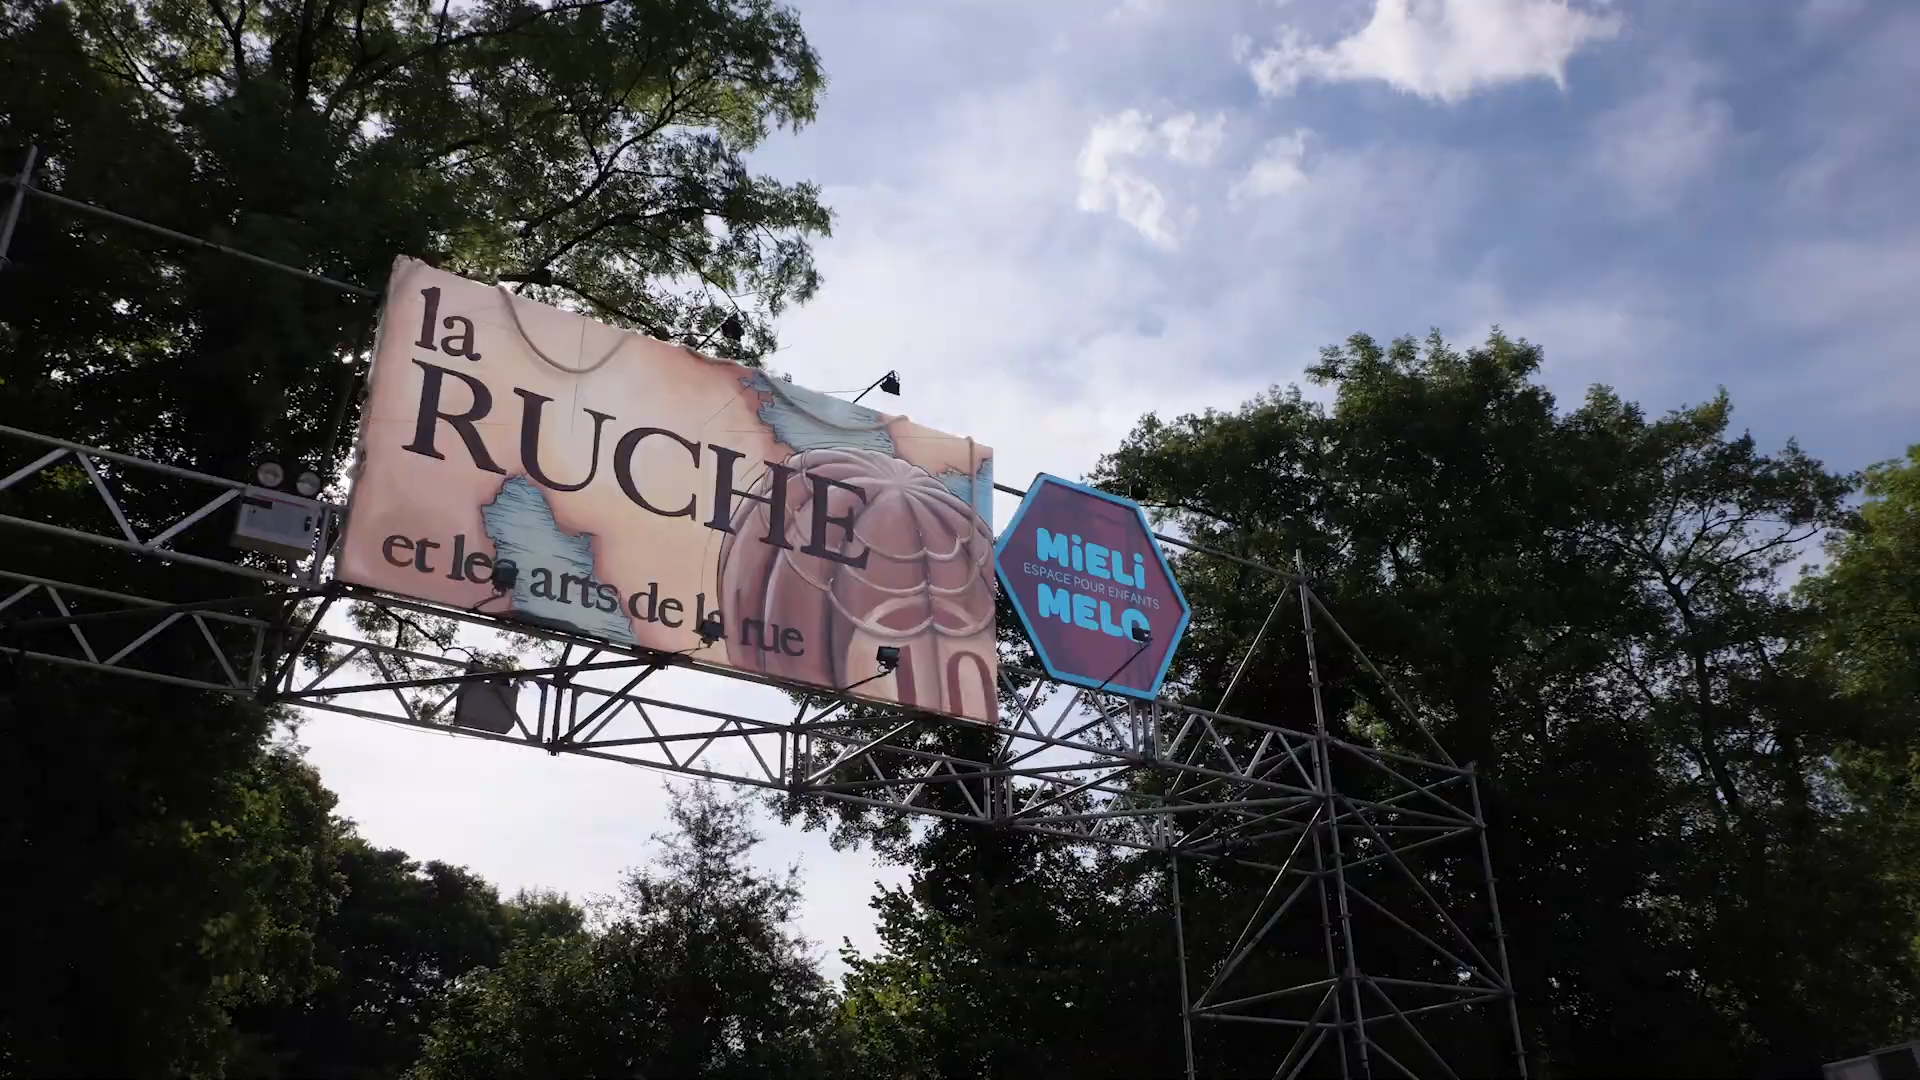 la
RUCHE
et les arts de la rue
MiELi
ESPACE POUR ENFANTS
MELO